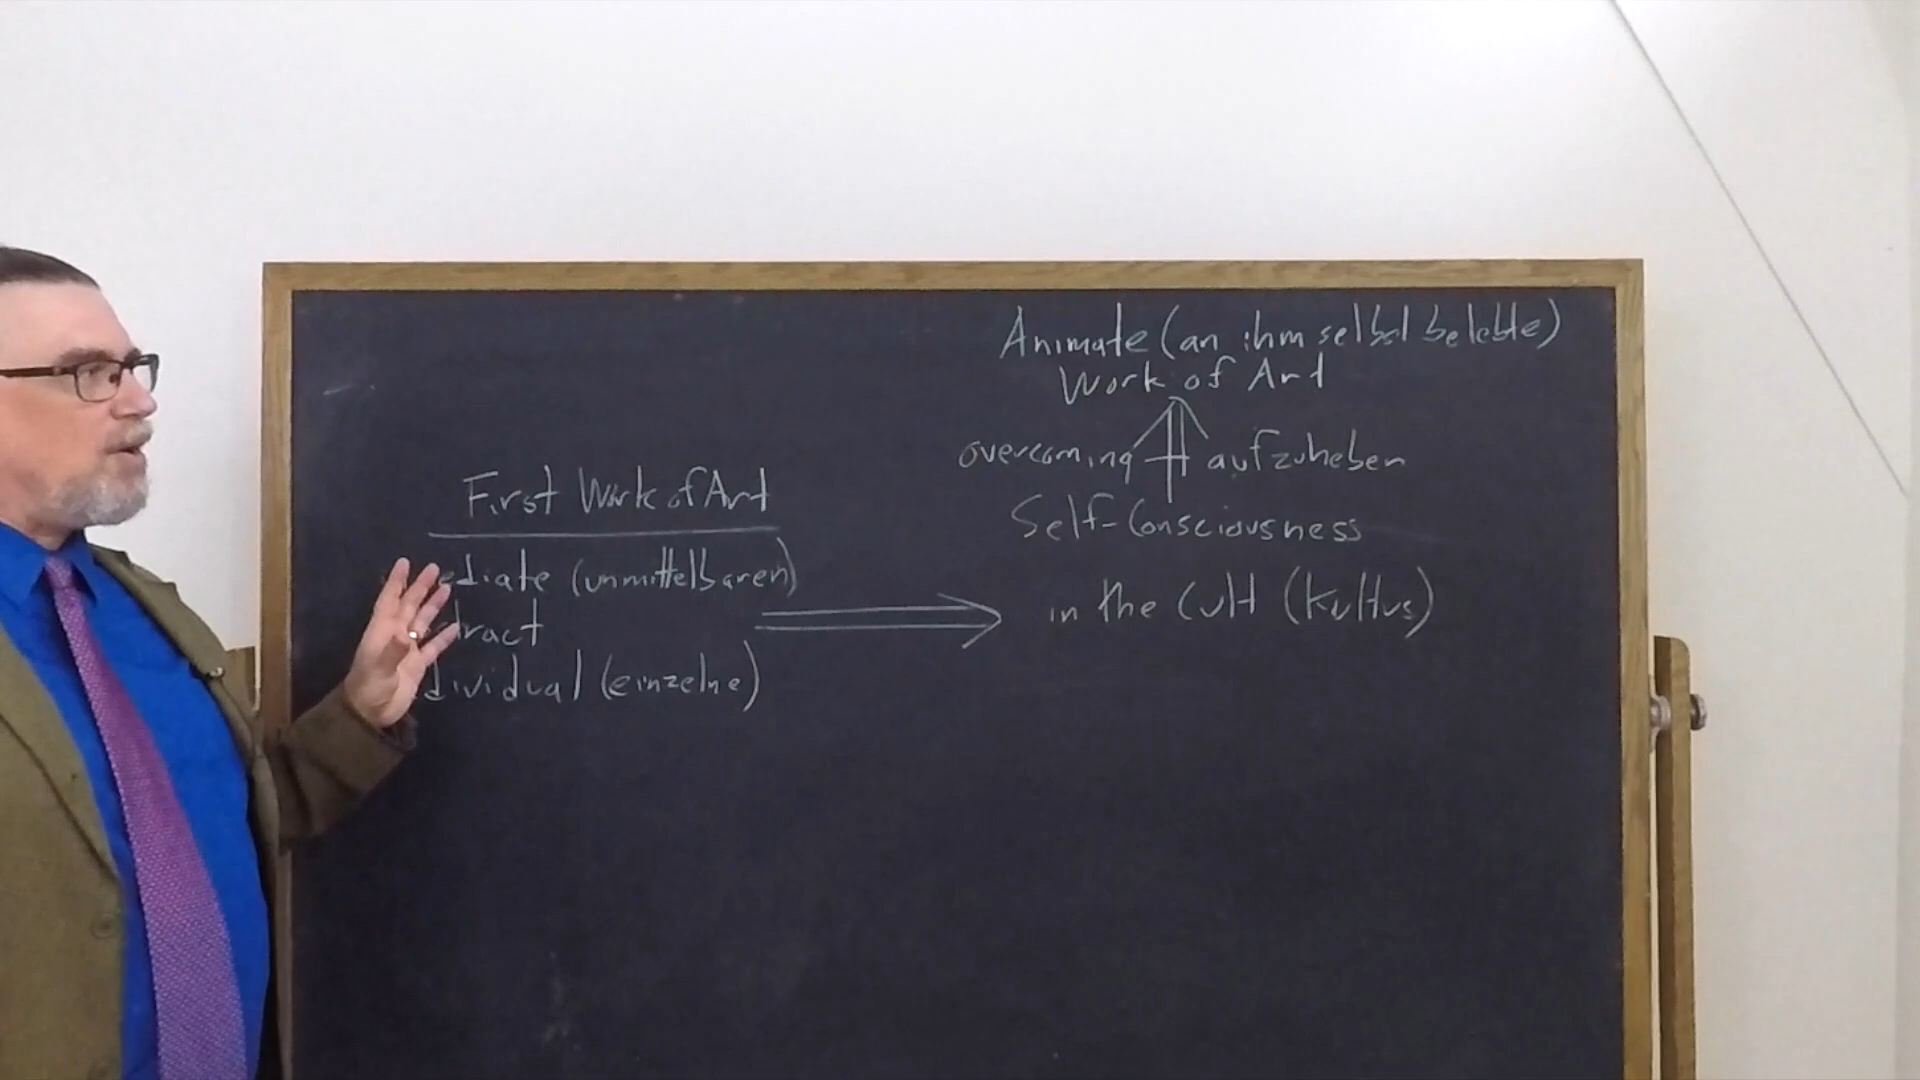 Animate (an ihm selbst belebte)
Work of Art
overcoming aufzuheben
Self-Consciousness
in the Cult (Kultus)
First Work of Art
ediate (unmittelbaren)
tract
dividual (einzelne)